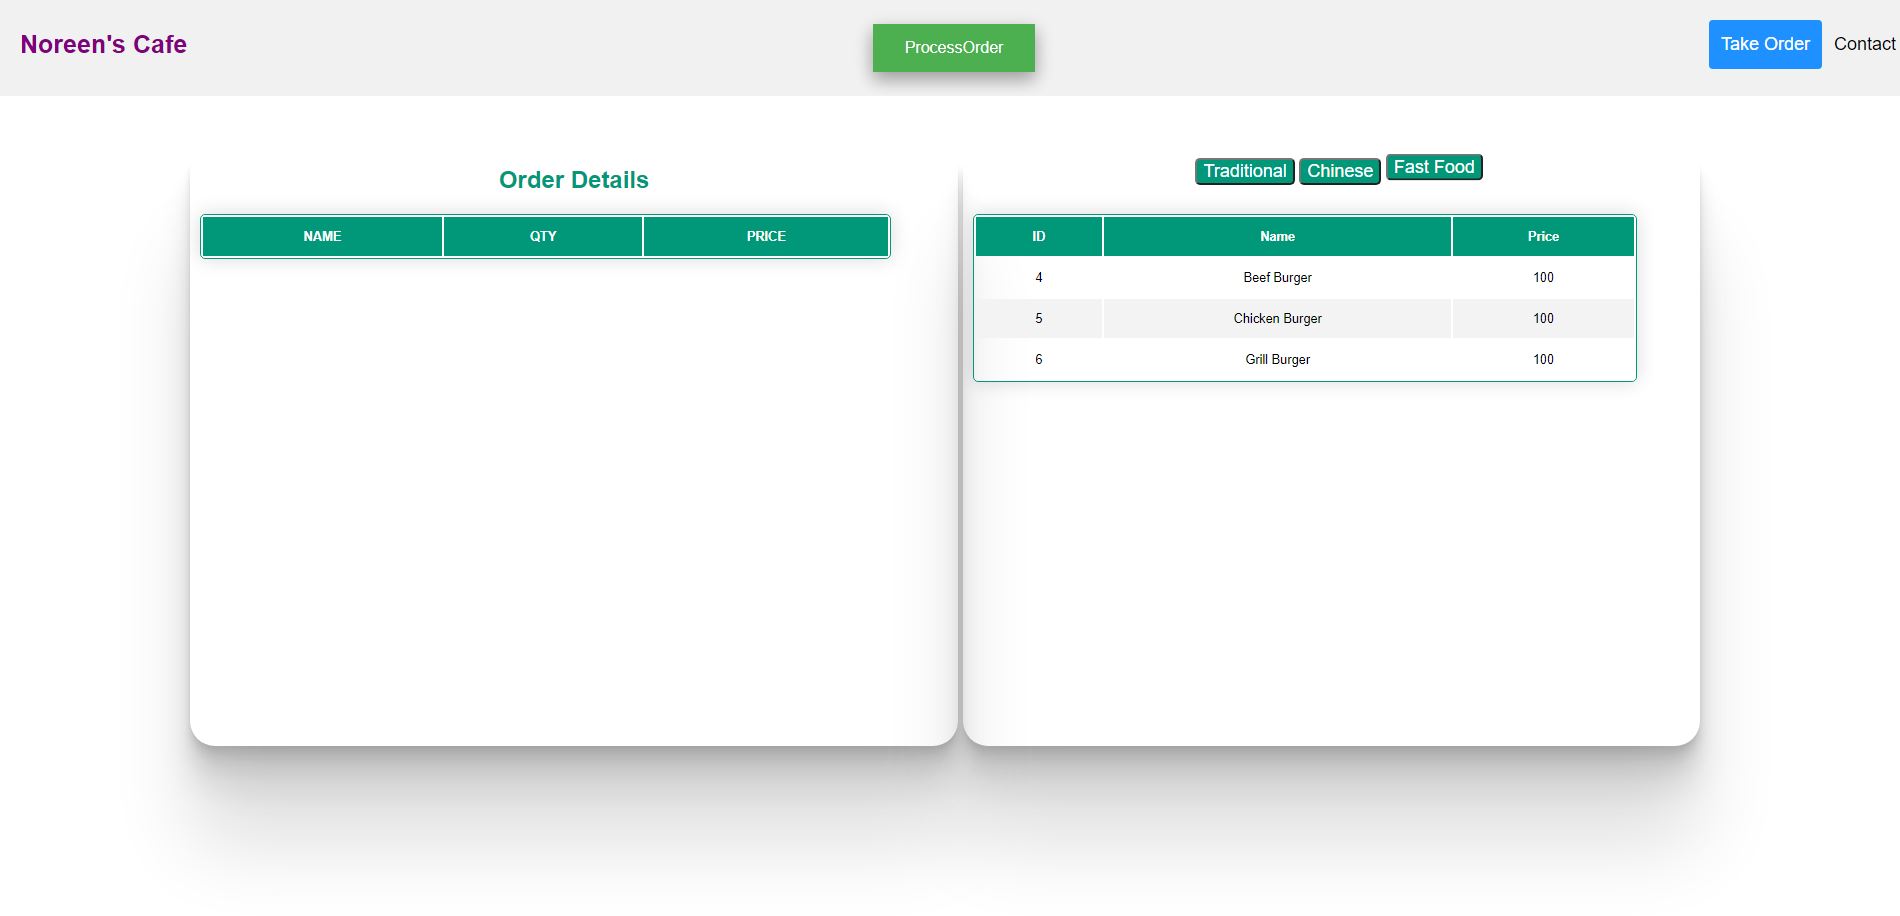 Noreen's Cafe
ProcessOrder
Take Order Contact
Order Details
NAME QTY PRICE
Traditional Chinese Fast Food
ID Name Price
4 Beef Burger 100
5 Chicken Burger 100
6 Grill Burger 100